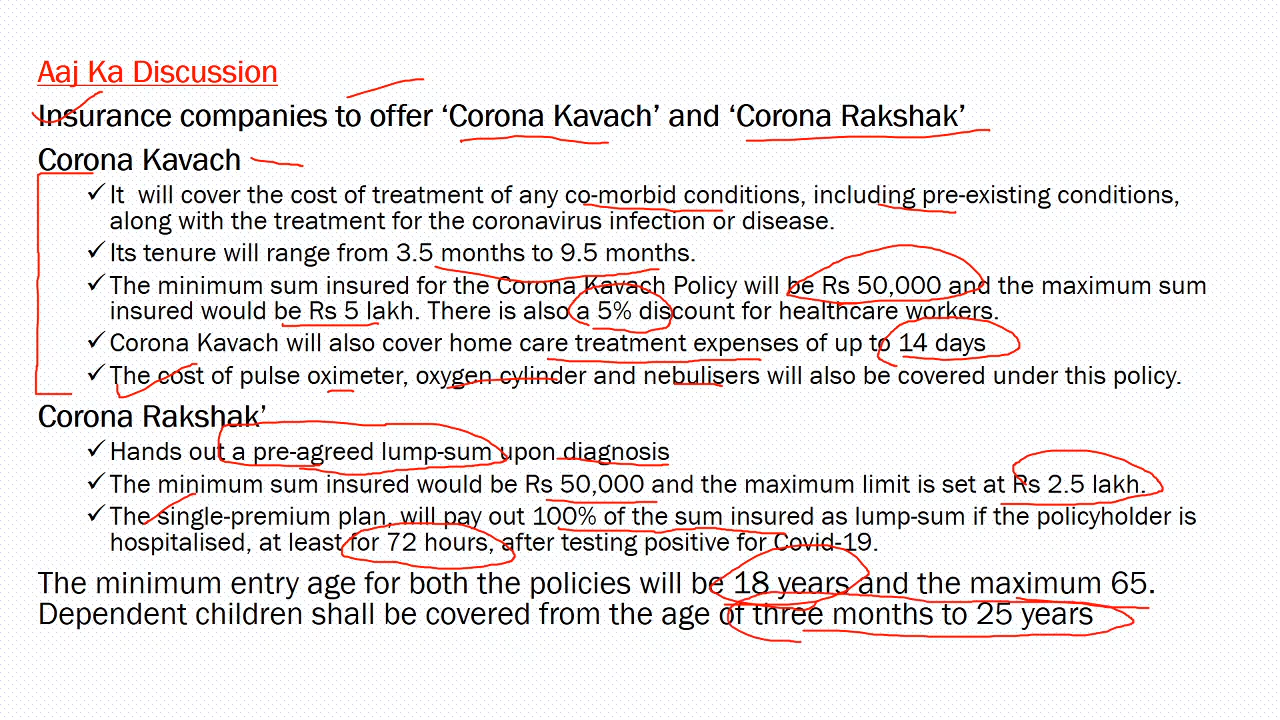 Aaj Ka Discussion
Insurance companies to offer ‘Corona Kavach’ and ‘Corona Rakshak’
Corona Kavach
✓ It will cover the cost of treatment of any co-morbid conditions, including pre-existing conditions,
along with the treatment for the coronavirus infection or disease.
✓ Its tenure will range from 3.5 months to 9.5 months.
✓ The minimum sum insured for the Corona Kavach Policy will be Rs 50,000 and the maximum sum
insured would be Rs 5 lakh. There is also a 5% discount for healthcare workers.
✓ Corona Kavach will also cover home care treatment expenses of up to 14 days
✓ The cost of pulse oximeter, oxygen cylinder and nebulisers will also be covered under this policy.
Corona Rakshak’
✓ Hands out a pre-agreed lump-sum upon diagnosis
✓ The minimum sum insured would be Rs 50,000 and the maximum limit is set at Rs 2.5 lakh.
✓ The single-premium plan, will pay out 100% of the sum insured as lump-sum if the policyholder is
hospitalised, at least for 72 hours, after testing positive for Covid-19.
The minimum entry age for both the policies will be 18 years and the maximum 65.
Dependent children shall be covered from the age of three months to 25 years